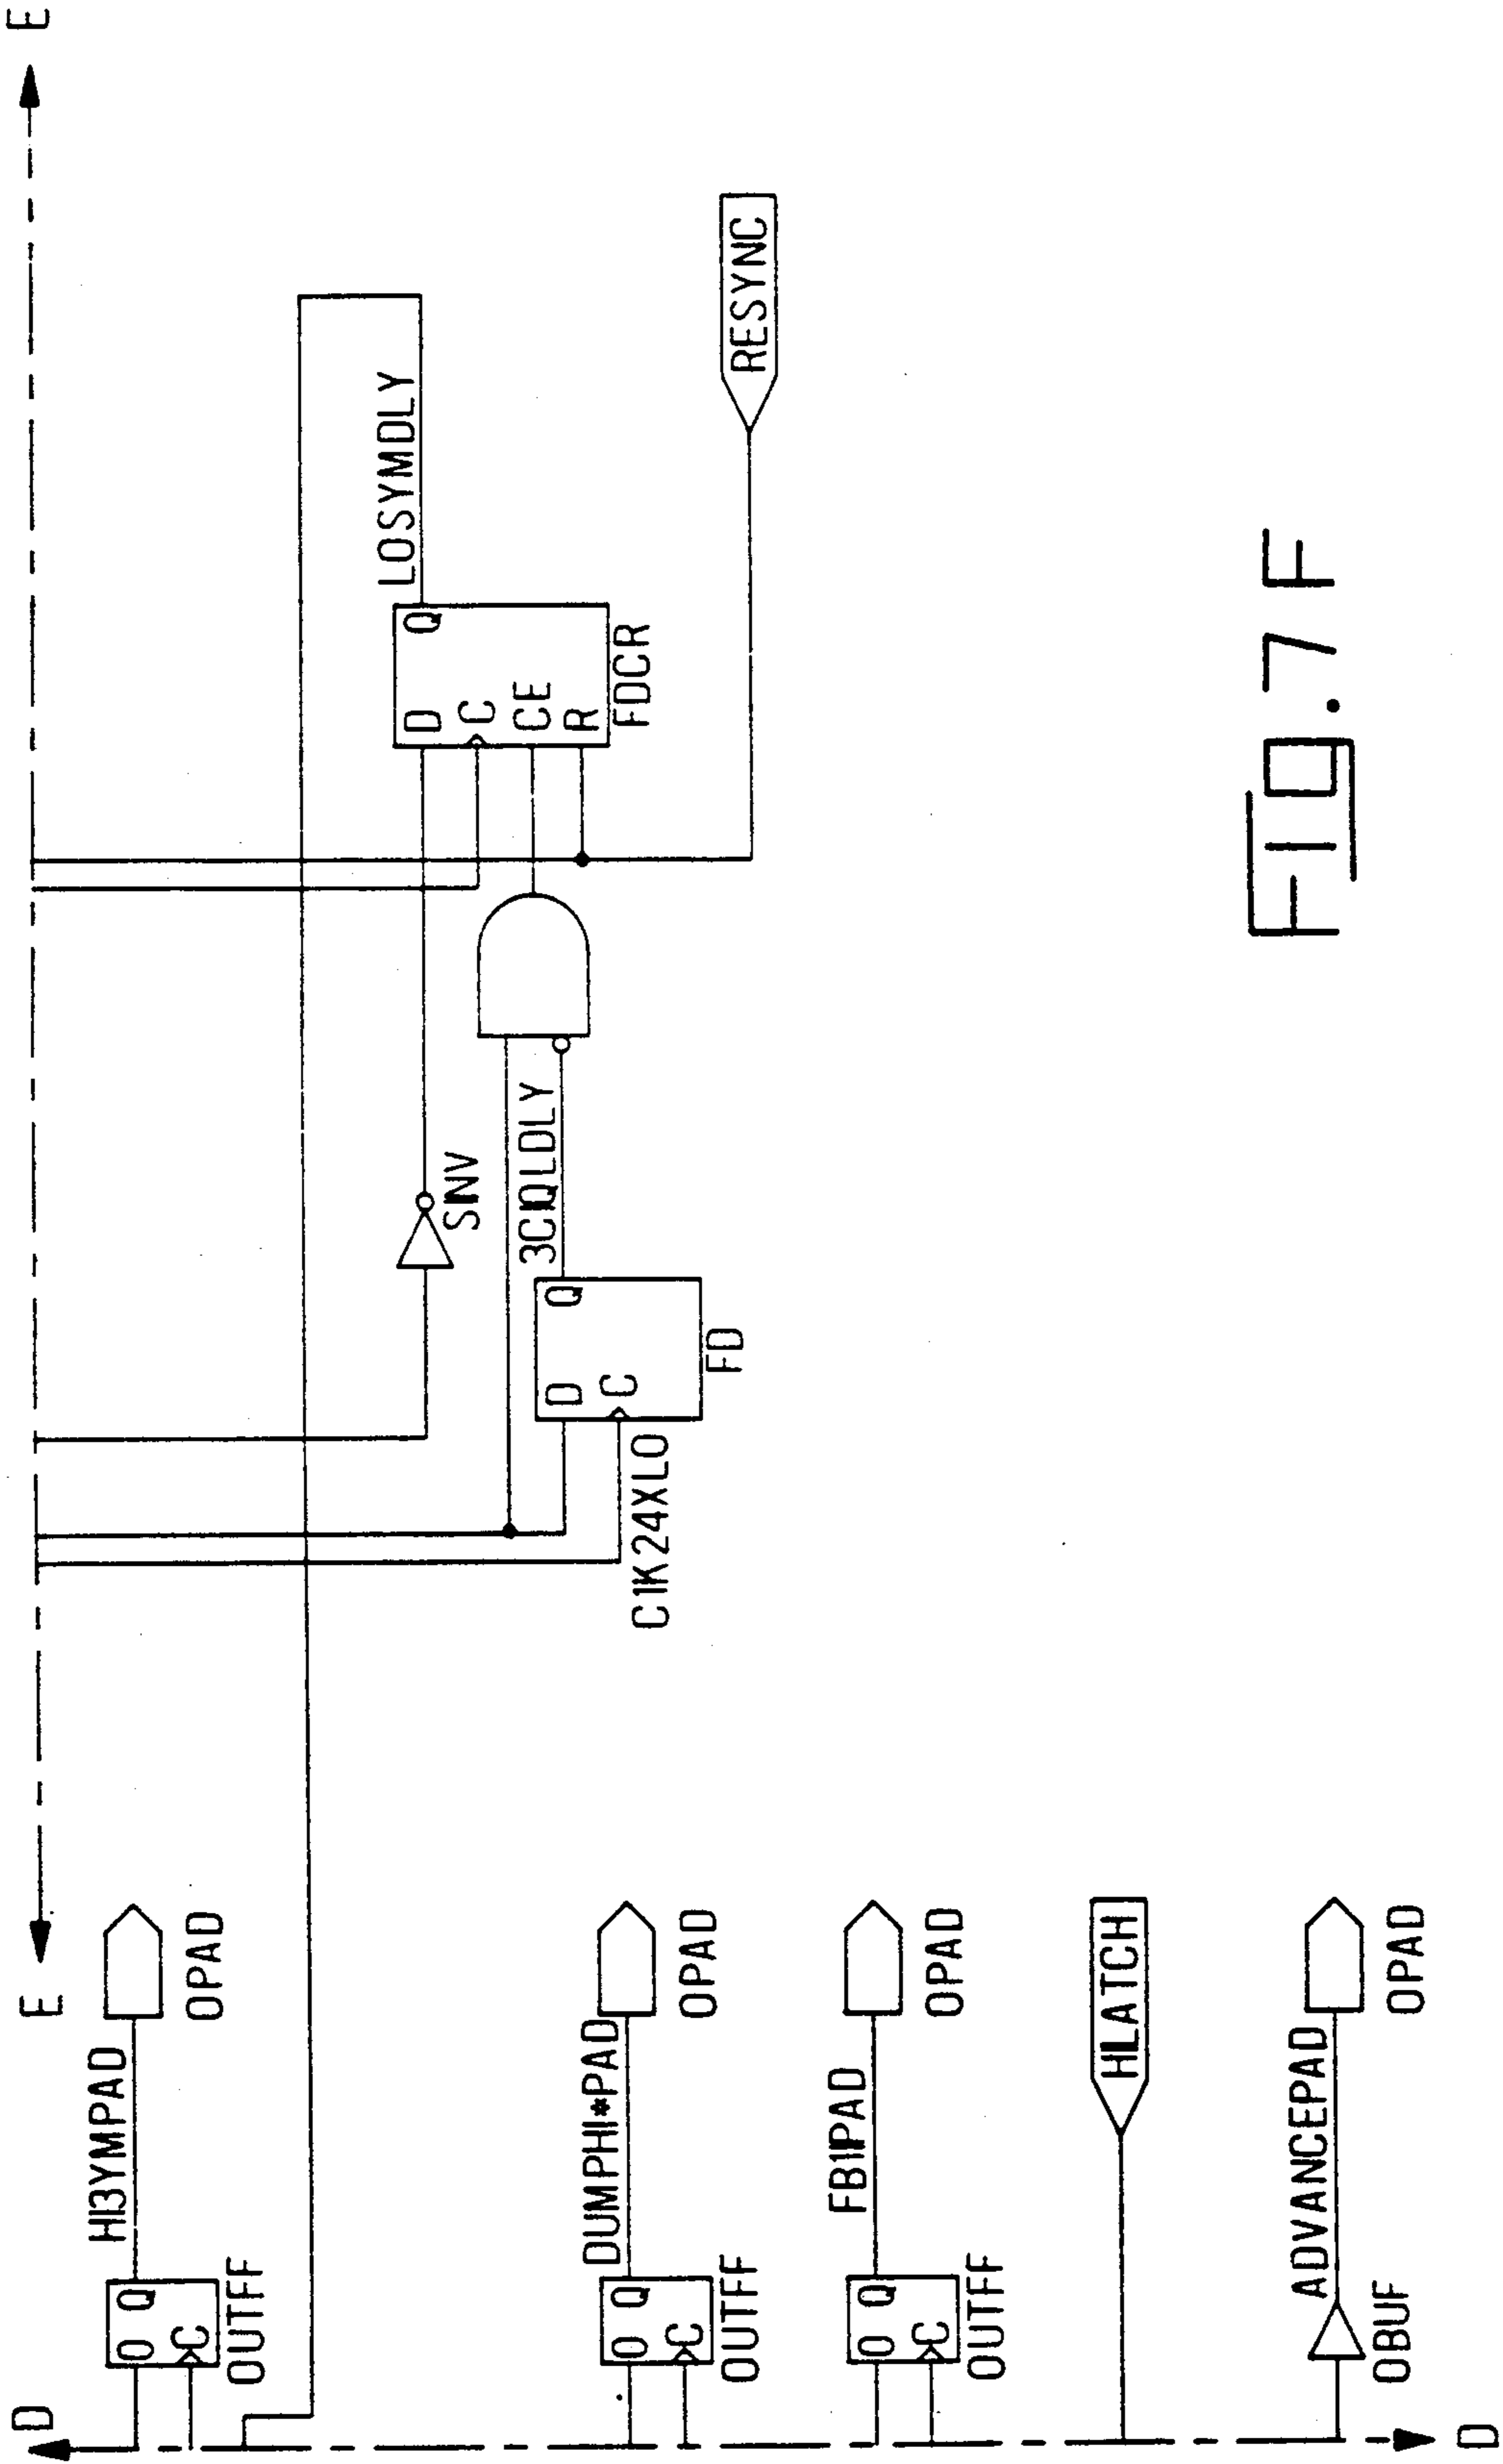 D
E
E
HI3YMPAD
O Q
C
OUTFF
OPAD
LOSYMDLY
D Q
C
CE
R
FDCR
SINV
3CIQLDLY
D Q
C
FD
C1K24XLO
DUMPHI*PAD
O Q
C
OUTFF
OPAD
RESYNC
FB1IPAD
O Q
C
OUTFF
OPAD
HLATCH
ADVANCEPAD
OBUF
OPAD
D
FIG. 7F